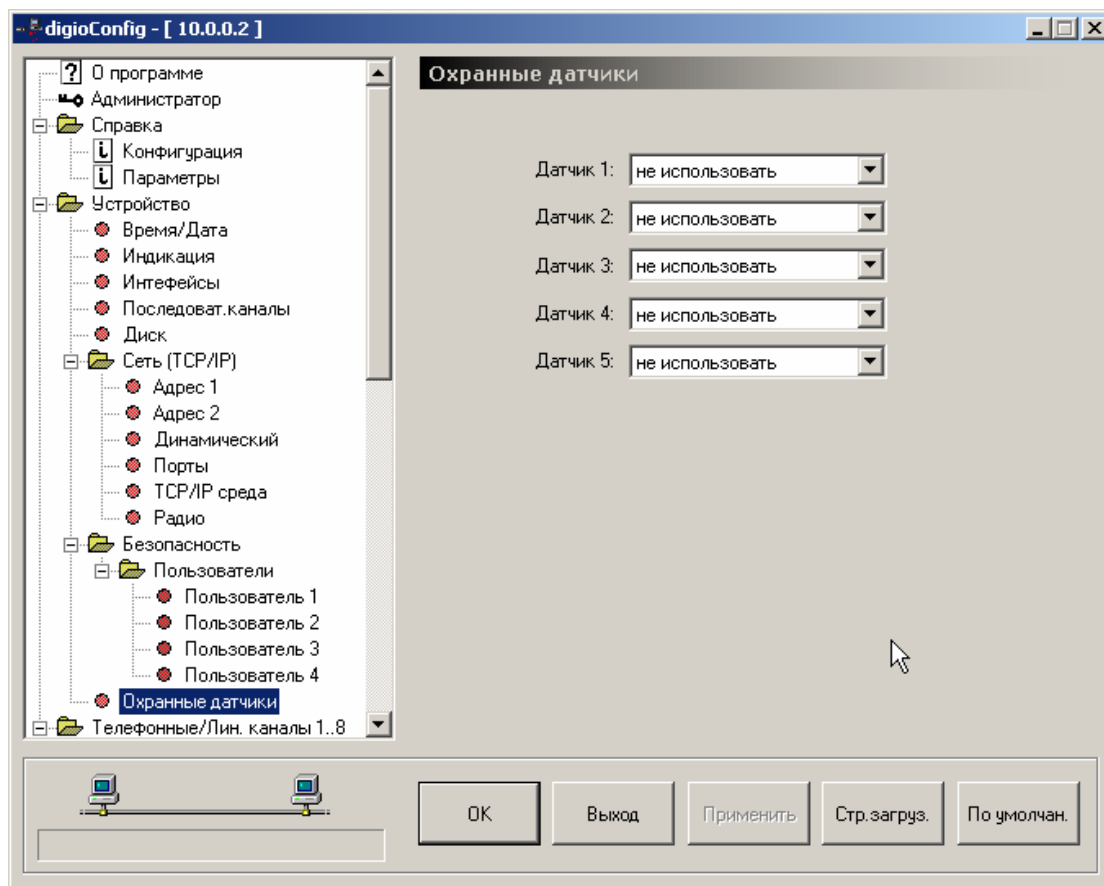 digioConfig - [ 10.0.0.2 ]
О программе
Администратор
Справка
Конфигурация
Параметры
Устройство
Время/Дата
Индикация
Интефейсы
Последоват.каналы
Диск
Сеть (TCP/IP)
Адрес 1
Адрес 2
Динамический
Порты
TCP/IP среда
Радио
Безопасность
Пользователи
Пользователь 1
Пользователь 2
Пользователь 3
Пользователь 4
Охранные датчики
Телефонные/Лин. каналы 1..8
Охранные датчики
Датчик 1: не использовать
Датчик 2: не использовать
Датчик 3: не использовать
Датчик 4: не использовать
Датчик 5: не использовать
OK
Выход
Применить
Стр.загруз.
По умолчан.